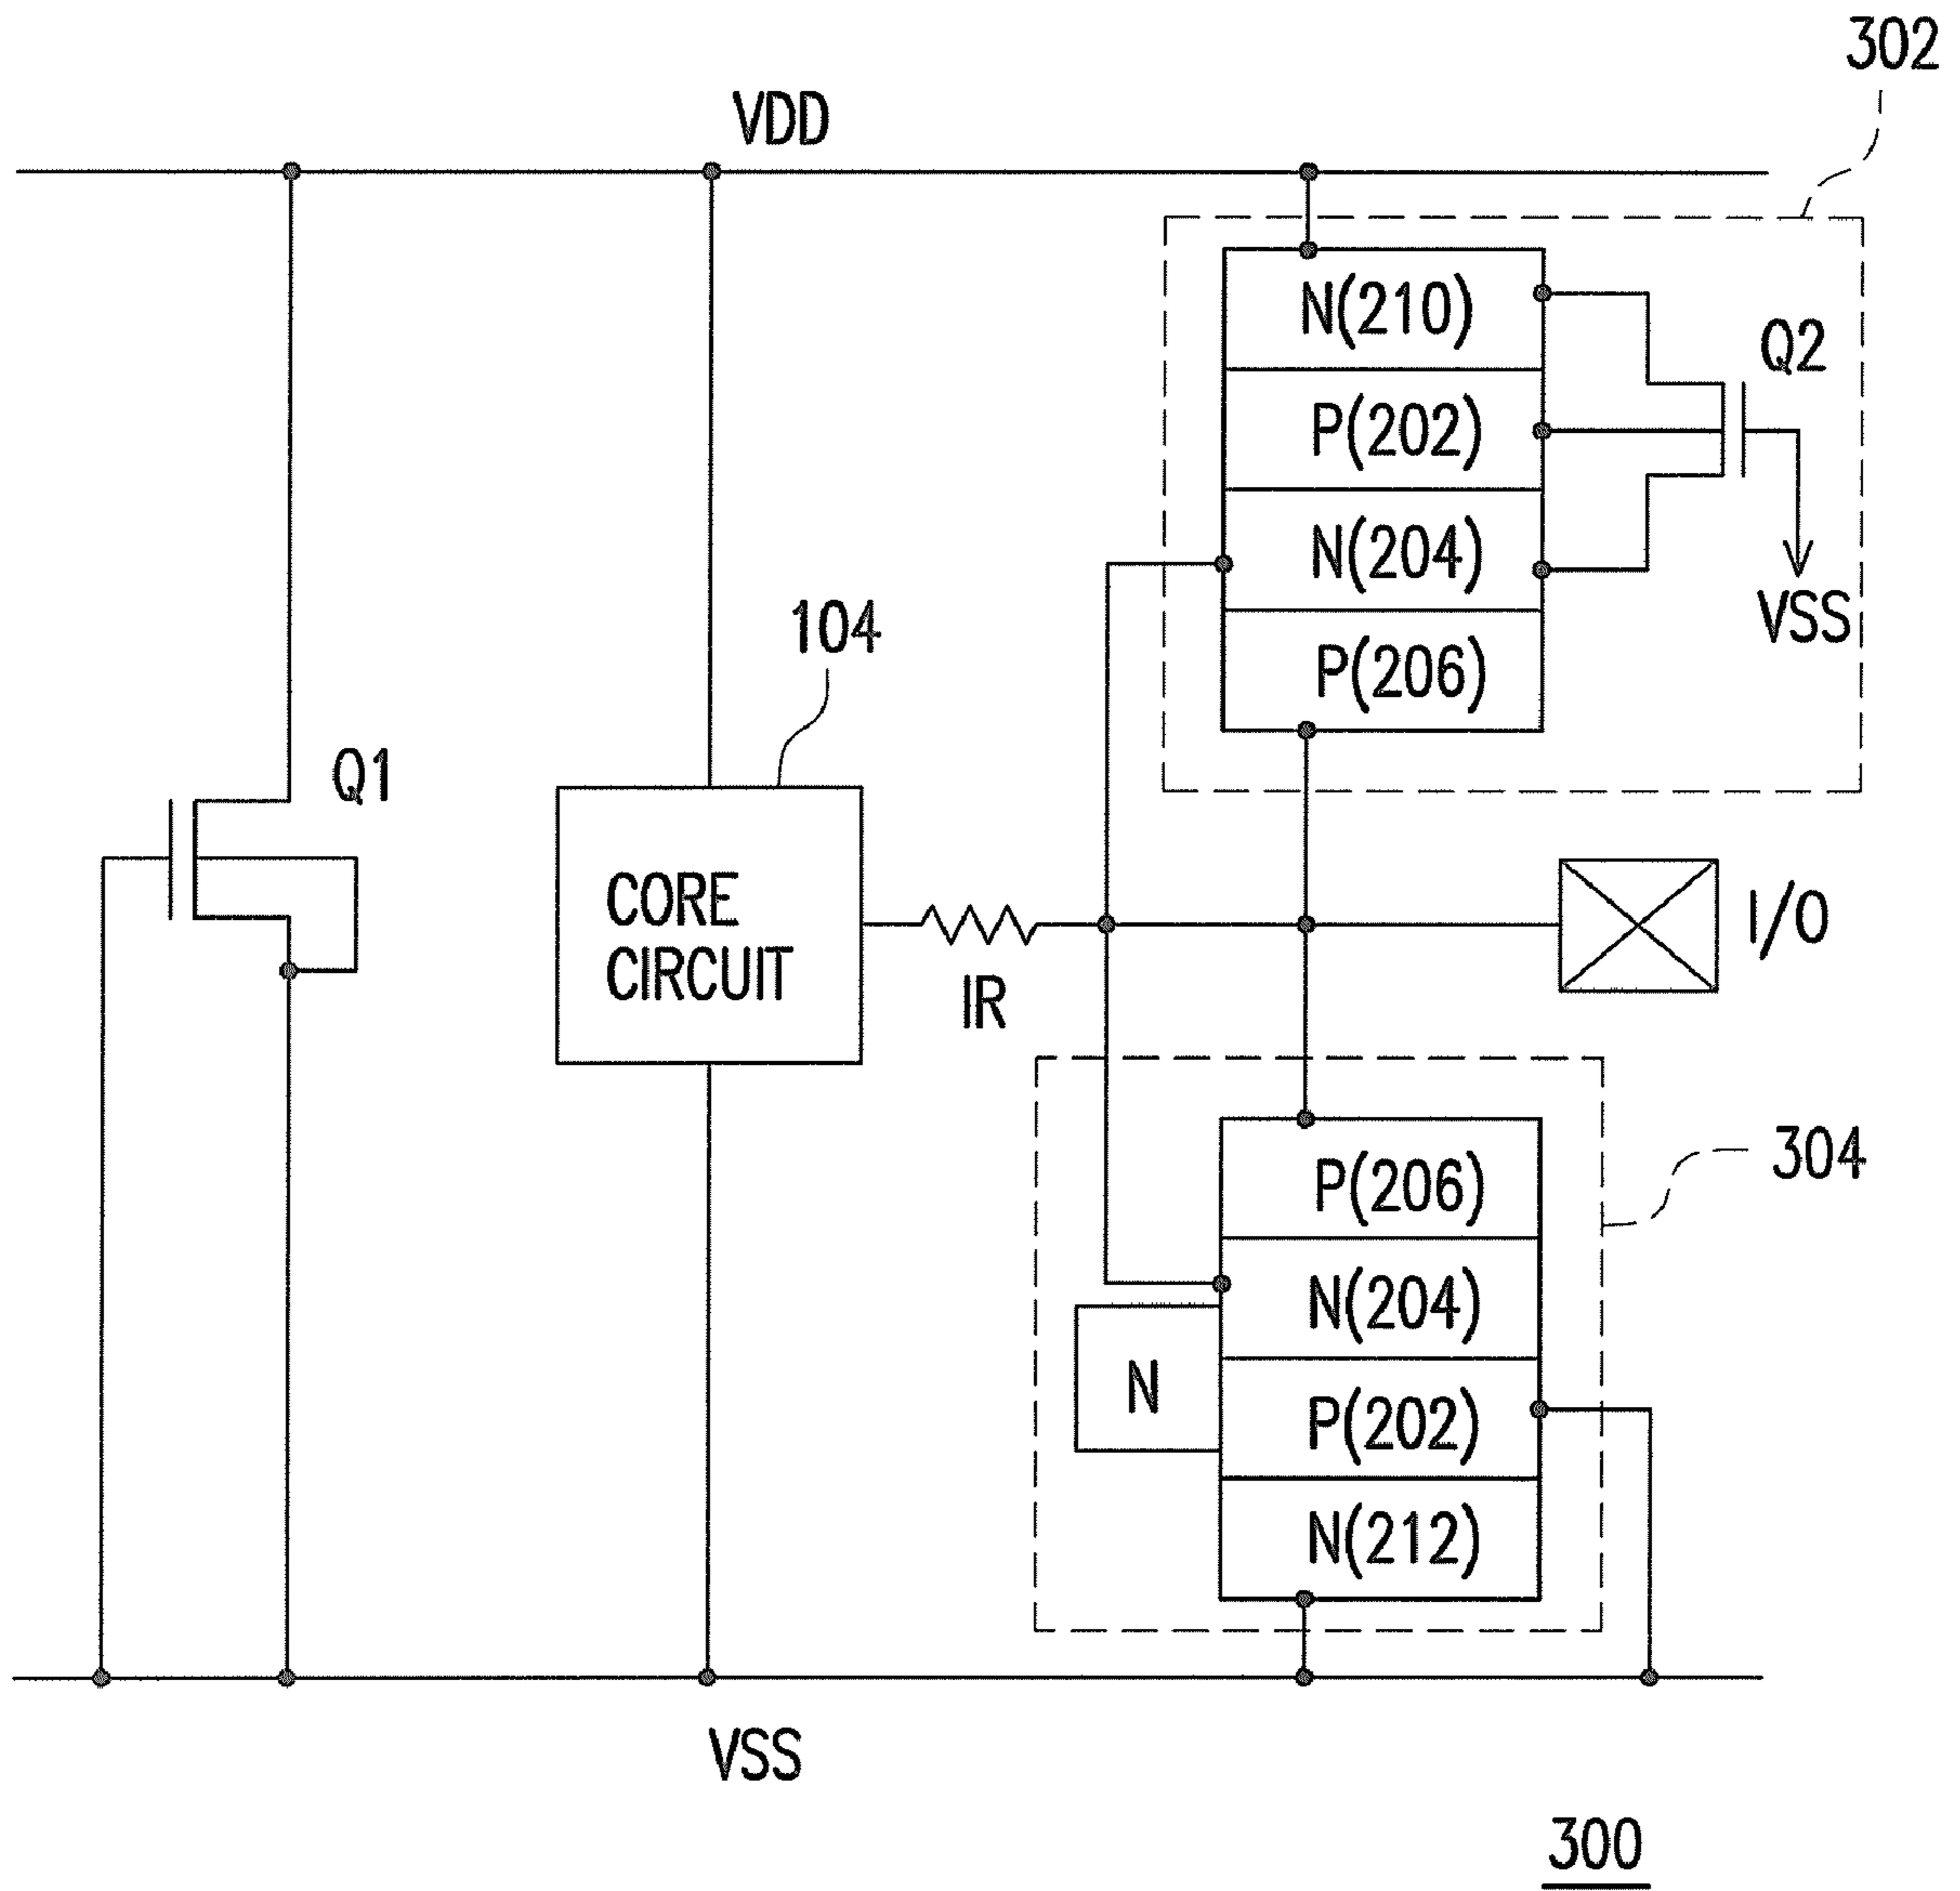 302
VDD
N(210)
Q2
P(202)
N(204)
VSS
104
P(206)
Q1
CORE
CIRCUIT
I/O
IR
304
P(206)
N(204)
N
P(202)
N(212)
VSS
300